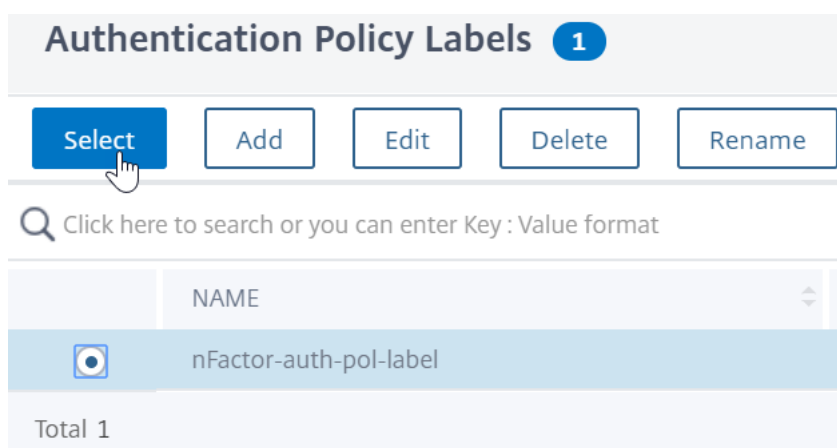 Authentication Policy Labels 1
Select Add Edit Delete Rename
Click here to search or you can enter Key : Value format
NAME
nFactor-auth-pol-label
Total 1